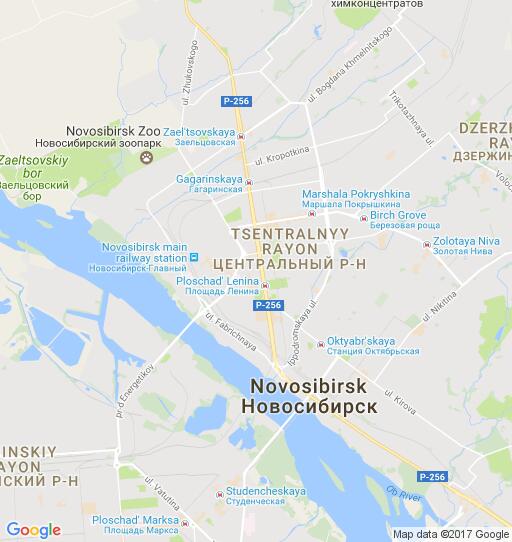 химконцентратов
ul. Zhukovskogo
ul. Bogdana Khmelnitskogo
P-256
Trikotazhnaya ul.
Novosibirsk Zoo
Новосибирский зоопарк
Zael'tsovskaya
Заельцовская
DZERZH
RAY
ДЗЕРЖИН
Zaeltsovskiy
bor
Заельцовский
бор
ul. Kropotkina
Gagarinskaya
Гагаринская
Marshala Pokryshkina
Маршала Покрышкина
Birch Grove
Березовая роща
TSENTRALNYY
RAYON
ЦЕНТРАЛЬНЫЙ Р-Н
Zolotaya Niva
Золотая Нива
Novosibirsk main
railway station
Новосибирск-Главный
Ploschad' Lenina
Площадь Ленина
P-256
ul. Nikitina
ul. Fabrichnaya
Ippodromskaya ul.
Oktyabr'skaya
Станция Октябрьская
pr-d Energetikov
Novosibirsk
Новосибирск
ul. Kirova
INSKIY
AYON
СКИЙ Р-Н
P-256
ul. Vatutina
Studencheskaya
Студенческая
Ob River
Ploschad' Marksa
Площадь Маркса
Google
Map data ©2017 Google